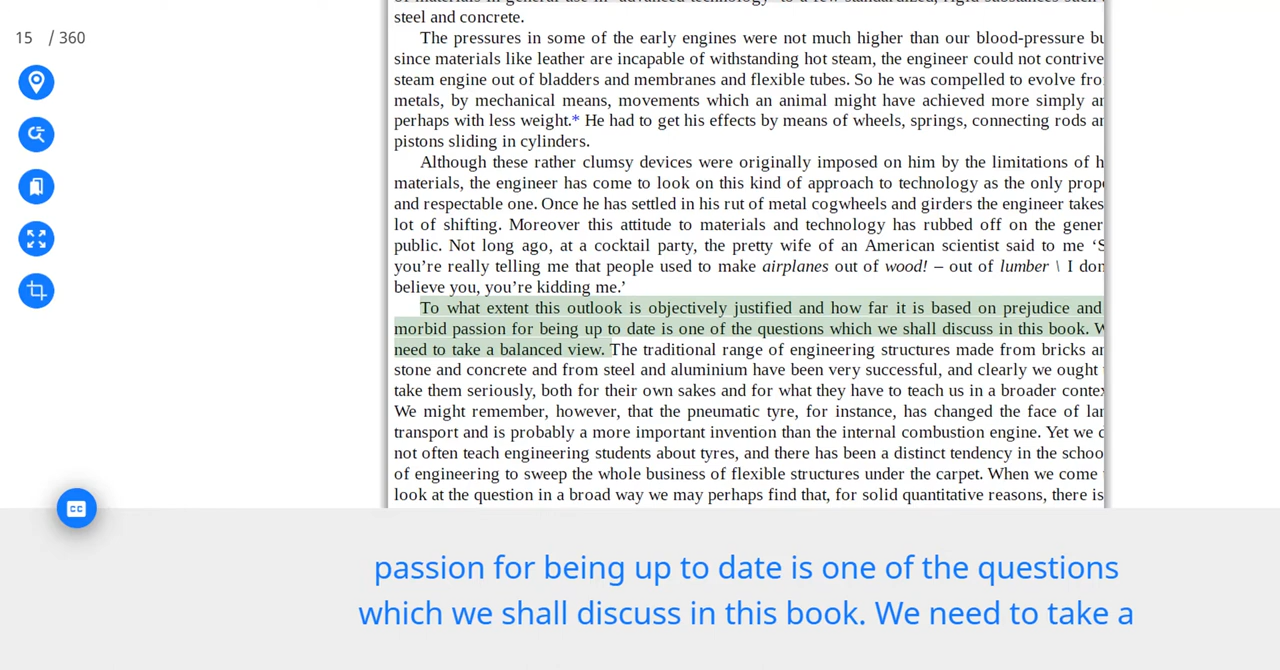 of materials in general use in 'advanced technology' to a few standardized, rigid substances such
steel and concrete.
15 / 360
The pressures in some of the early engines were not much higher than our blood-pressure bu
since materials like leather are incapable of withstanding hot steam, the engineer could not contrive
steam engine out of bladders and membranes and flexible tubes. So he was compelled to evolve fro
metals, by mechanical means, movements which an animal might have achieved more simply an
perhaps with less weight.* He had to get his effects by means of wheels, springs, connecting rods an
pistons sliding in cylinders.
Although these rather clumsy devices were originally imposed on him by the limitations of h
materials, the engineer has come to look on this kind of approach to technology as the only prope
and respectable one. Once he has settled in his rut of metal cogwheels and girders the engineer takes
lot of shifting. Moreover this attitude to materials and technology has rubbed off on the gener
public. Not long ago, at a cocktail party, the pretty wife of an American scientist said to me ‘S
you’re really telling me that people used to make airplanes out of wood! – out of lumber \ I don
believe you, you’re kidding me.’
To what extent this outlook is objectively justified and how far it is based on prejudice and
morbid passion for being up to date is one of the questions which we shall discuss in this book. W
need to take a balanced view. The traditional range of engineering structures made from bricks an
stone and concrete and from steel and aluminium have been very successful, and clearly we ought
take them seriously, both for their own sakes and for what they have to teach us in a broader contex
We might remember, however, that the pneumatic tyre, for instance, has changed the face of lan
transport and is probably a more important invention than the internal combustion engine. Yet we d
not often teach engineering students about tyres, and there has been a distinct tendency in the schoo
of engineering to sweep the whole business of flexible structures under the carpet. When we come
look at the question in a broad way we may perhaps find that, for solid quantitative reasons, there is
CC
passion for being up to date is one of the questions
which we shall discuss in this book. We need to take a